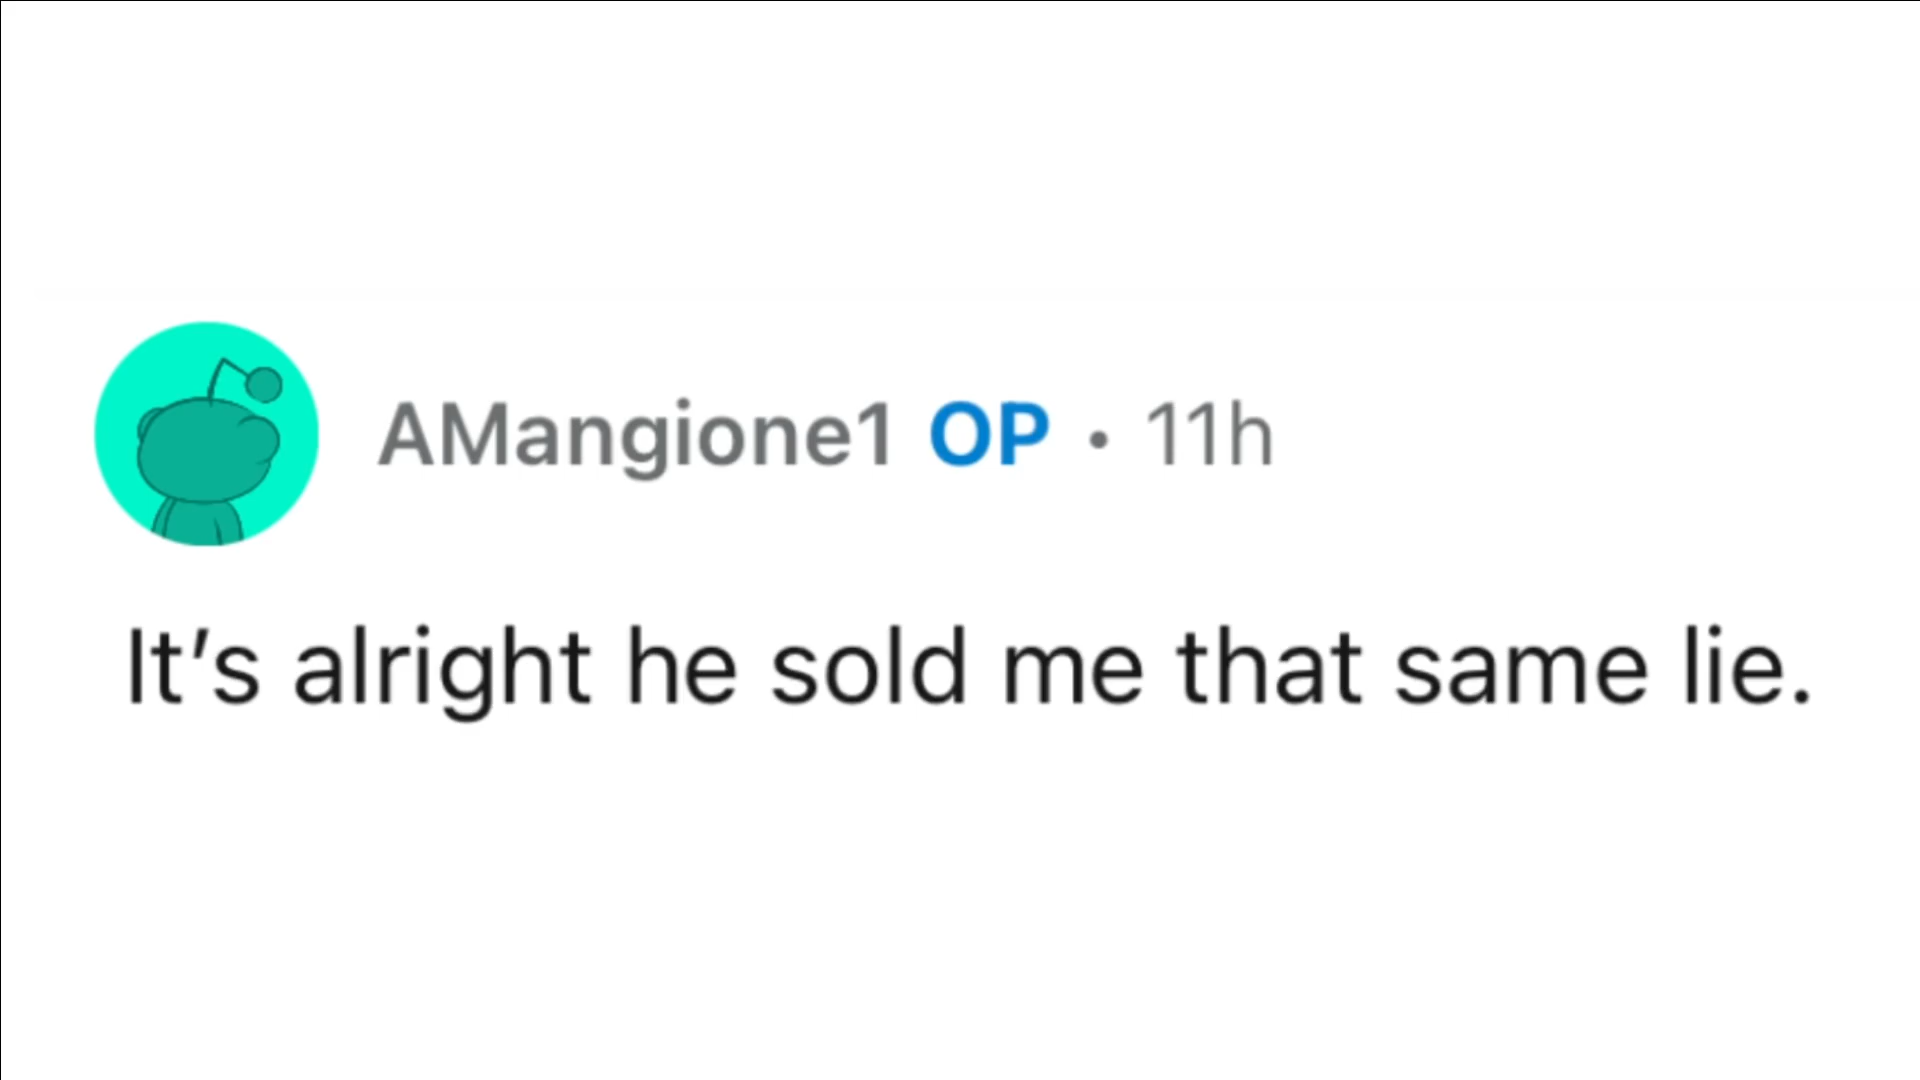 AMangione1 OP • 11h
It’s alright he sold me that same lie.